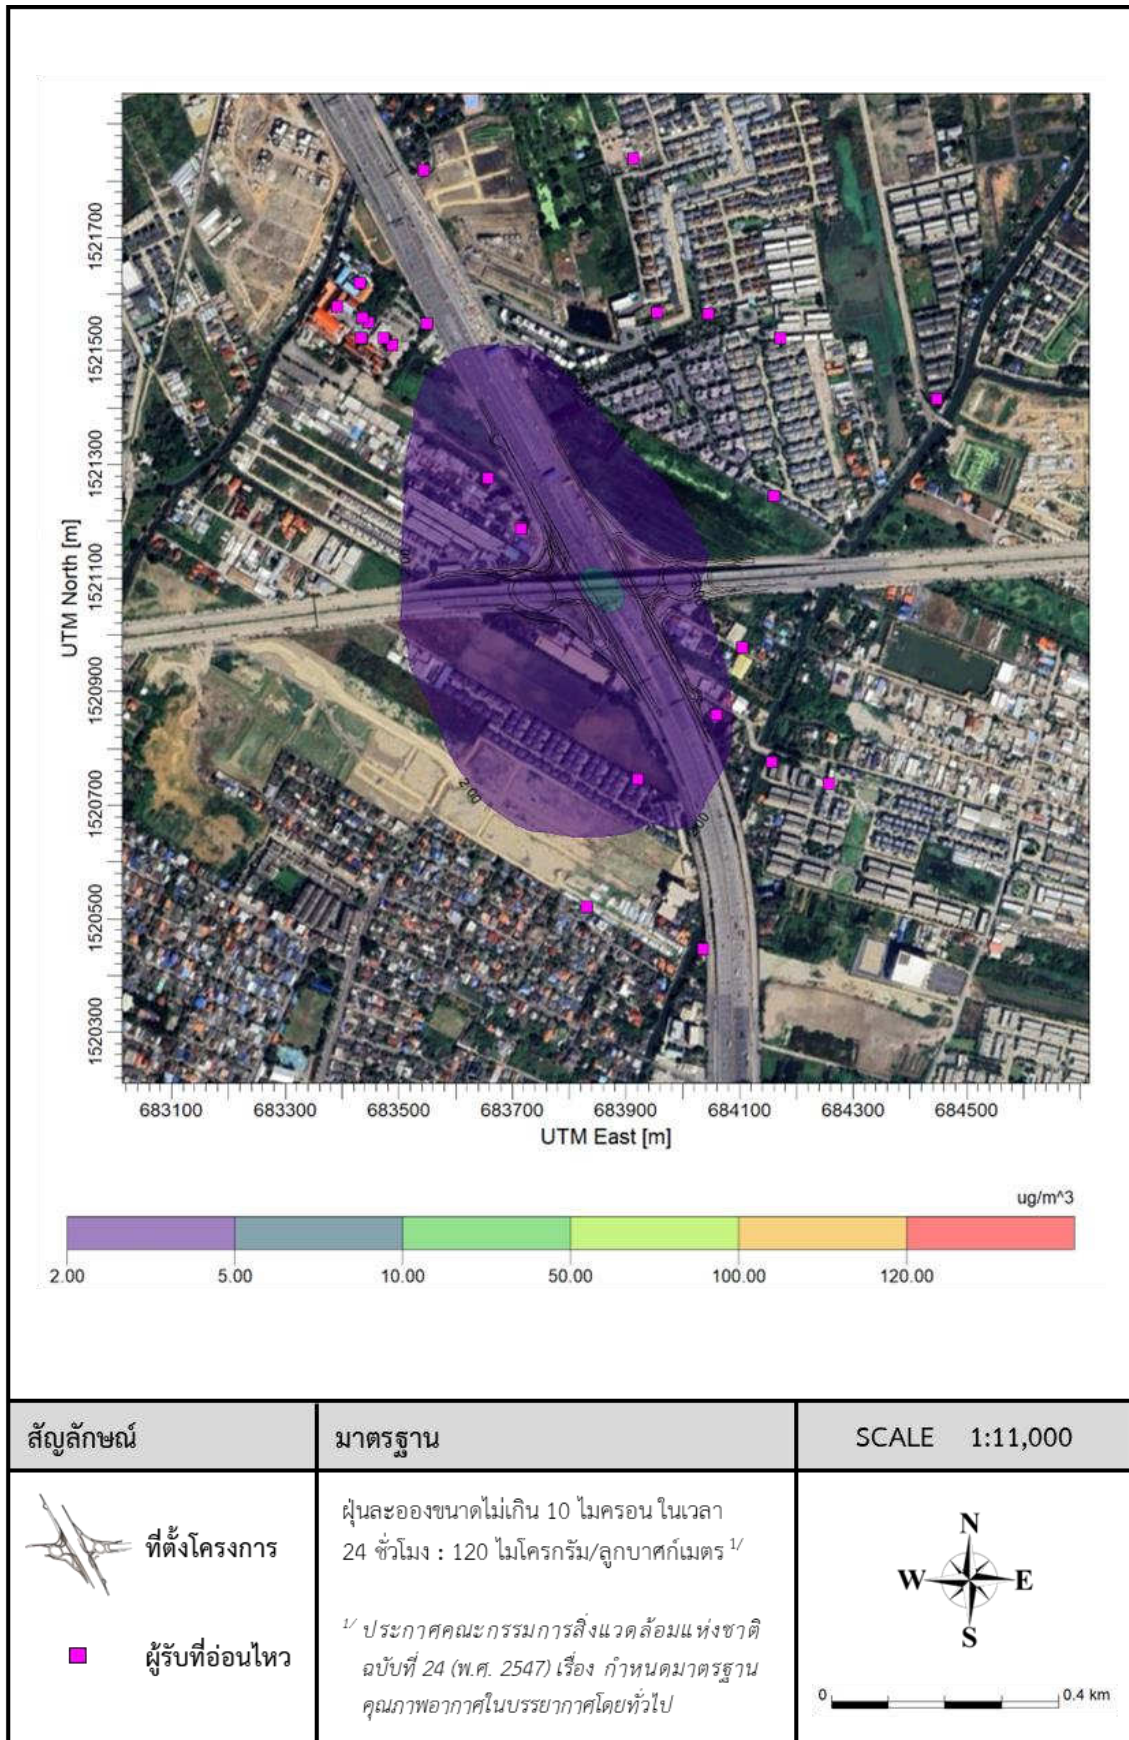 1521700
1521500
1521300
1521100
1520900
1520700
1520500
1520300
UTM North [m]
2.00
683100 683300 683500 683700 683900 684100 684300 684500
UTM East [m]
ug/m^3
2.00 5.00 10.00 50.00 100.00 120.00
สัญลักษณ์
ที่ตั้งโครงการ
ผู้รับที่อ่อนไหว
มาตรฐาน
ฝุ่นละอองขนาดไม่เกิน 10 ไมครอน ในเวลา
24 ชั่วโมง : 120 ไมโครกรัม/ลูกบาศก์เมตร 1/
1/ ประกาศคณะกรรมการสิ่งแวดล้อมแห่งชาติ
ฉบับที่ 24 (พ.ศ. 2547) เรื่อง กำหนดมาตรฐาน
คุณภาพอากาศในบรรยากาศโดยทั่วไป
SCALE 1:11,000
N
W E
S
0 0.4 km